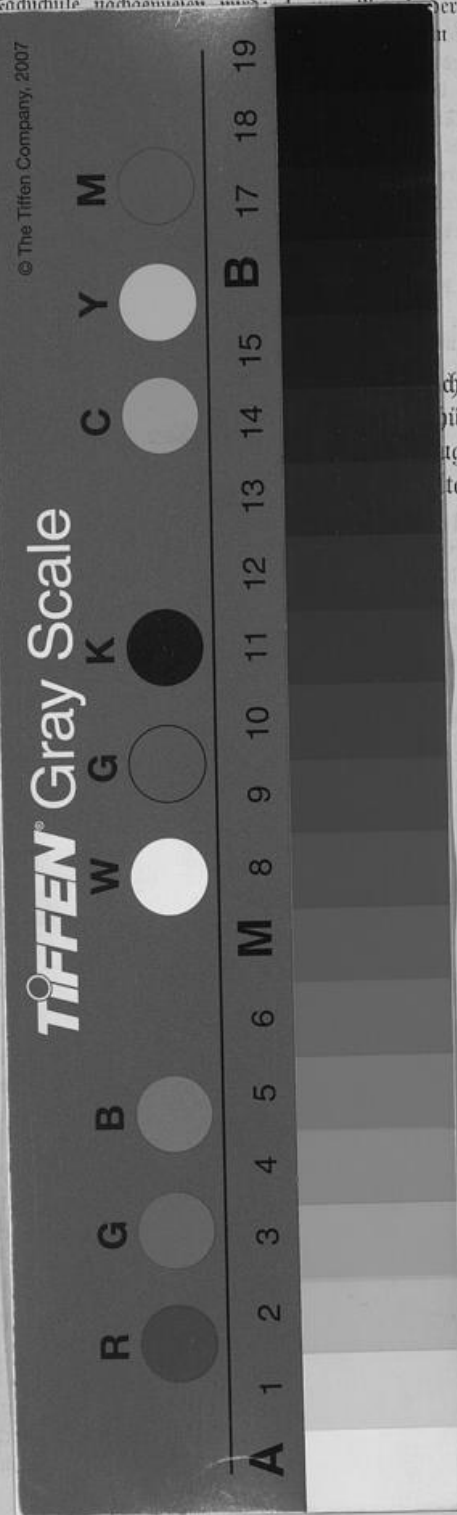 © The Tiffen Company, 2007
TIFFEN® Gray Scale
R G B W G K C Y M
A 1 2 3 4 5 6 M 8 9 10 11 12 13 14 15 B 17 18 19